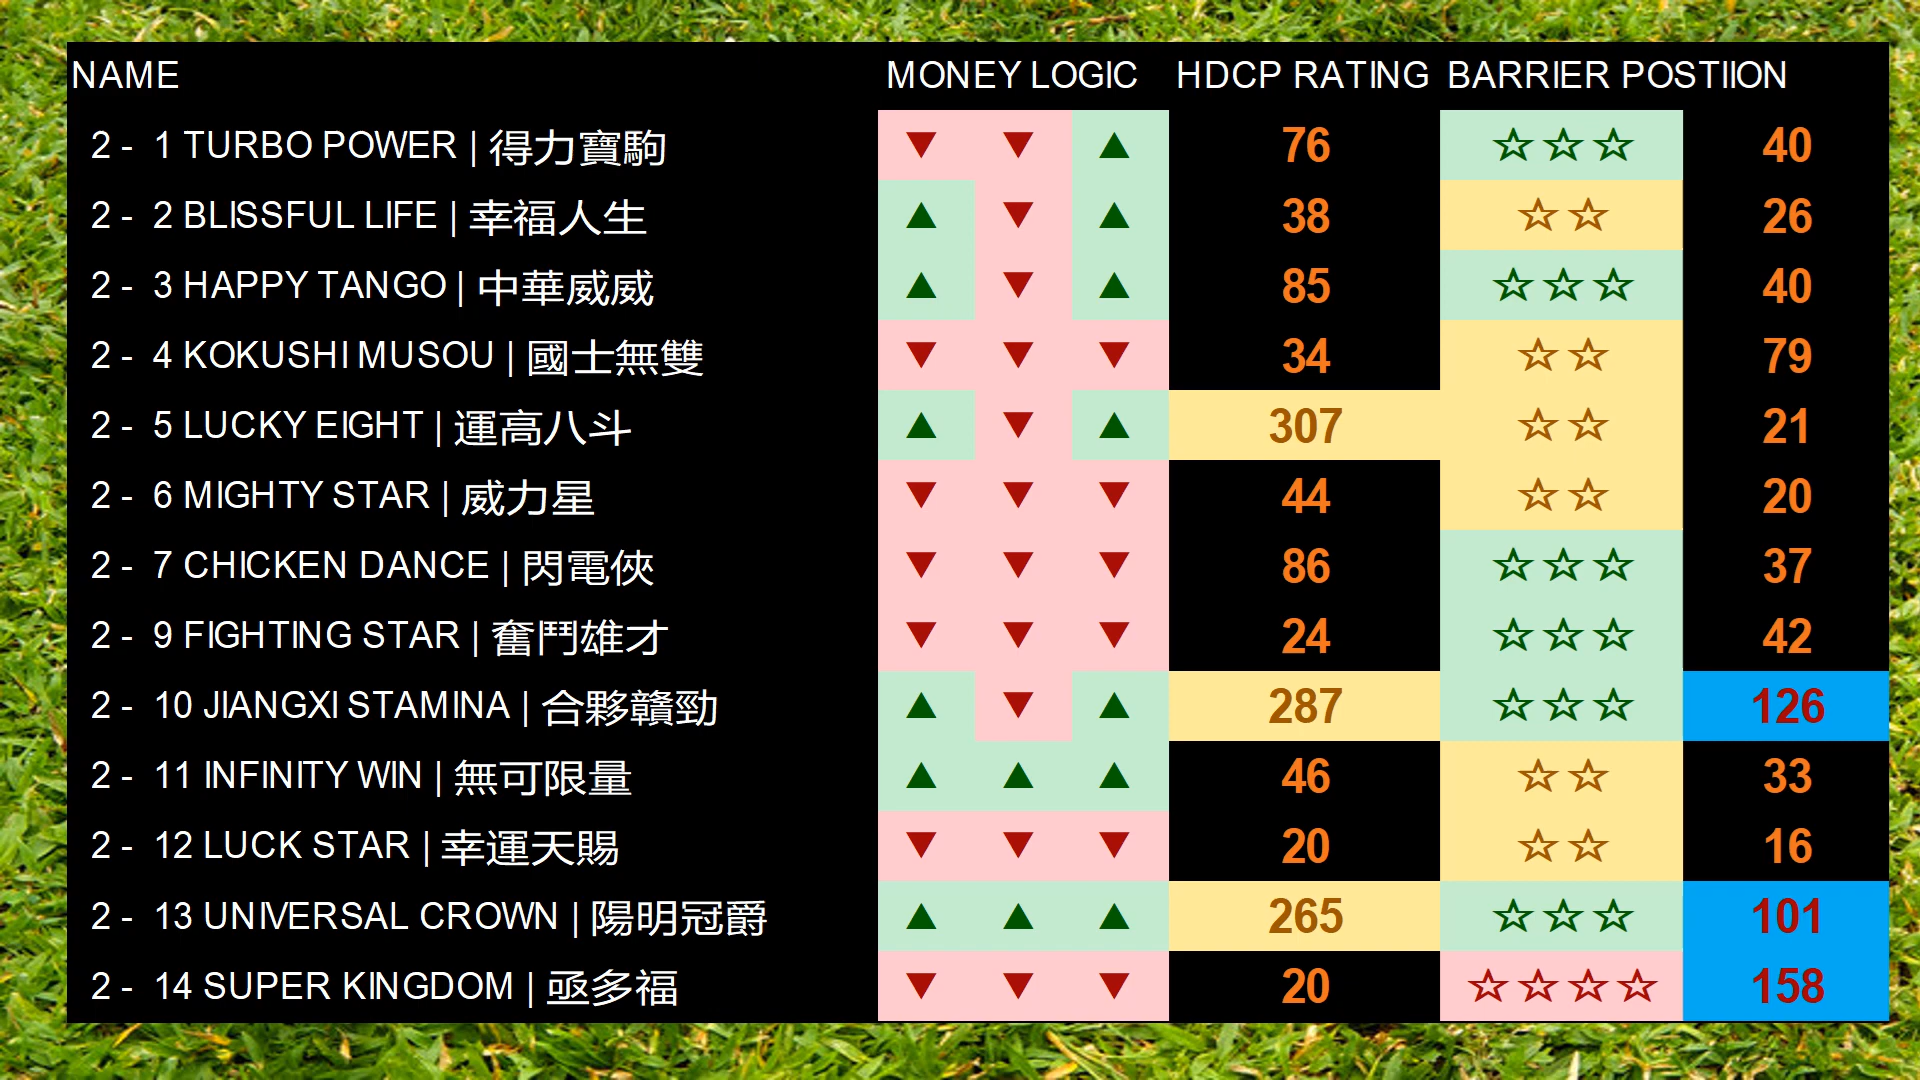 NAME MONEY LOGIC HDCP RATING BARRIER POSTIION
2 - 1 TURBO POWER | 得力寶駒 ▼ ▼ ▲ 76 ☆☆☆ 40
2 - 2 BLISSFUL LIFE | 幸福人生 ▲ ▼ ▲ 38 ☆☆ 26
2 - 3 HAPPY TANGO | 中華威威 ▲ ▼ ▲ 85 ☆☆☆ 40
2 - 4 KOKUSHI MUSOU | 國士無雙 ▼ ▼ ▼ 34 ☆☆ 79
2 - 5 LUCKY EIGHT | 運高八斗 ▲ ▼ ▲ 307 ☆☆ 21
2 - 6 MIGHTY STAR | 威力星 ▼ ▼ ▼ 44 ☆☆ 20
2 - 7 CHICKEN DANCE | 閃電俠 ▼ ▼ ▼ 86 ☆☆☆ 37
2 - 9 FIGHTING STAR | 奮鬥雄才 ▼ ▼ ▼ 24 ☆☆☆ 42
2 - 10 JIANGXI STAMINA | 合夥贛勁 ▲ ▼ ▲ 287 ☆☆☆ 126
2 - 11 INFINITY WIN | 無可限量 ▲ ▲ ▲ 46 ☆☆ 33
2 - 12 LUCK STAR | 幸運天賜 ▼ ▼ ▼ 20 ☆☆ 16
2 - 13 UNIVERSAL CROWN | 陽明冠爵 ▲ ▲ ▲ 265 ☆☆☆ 101
2 - 14 SUPER KINGDOM | 亟多福 ▼ ▼ ▼ 20 ☆☆☆☆ 158